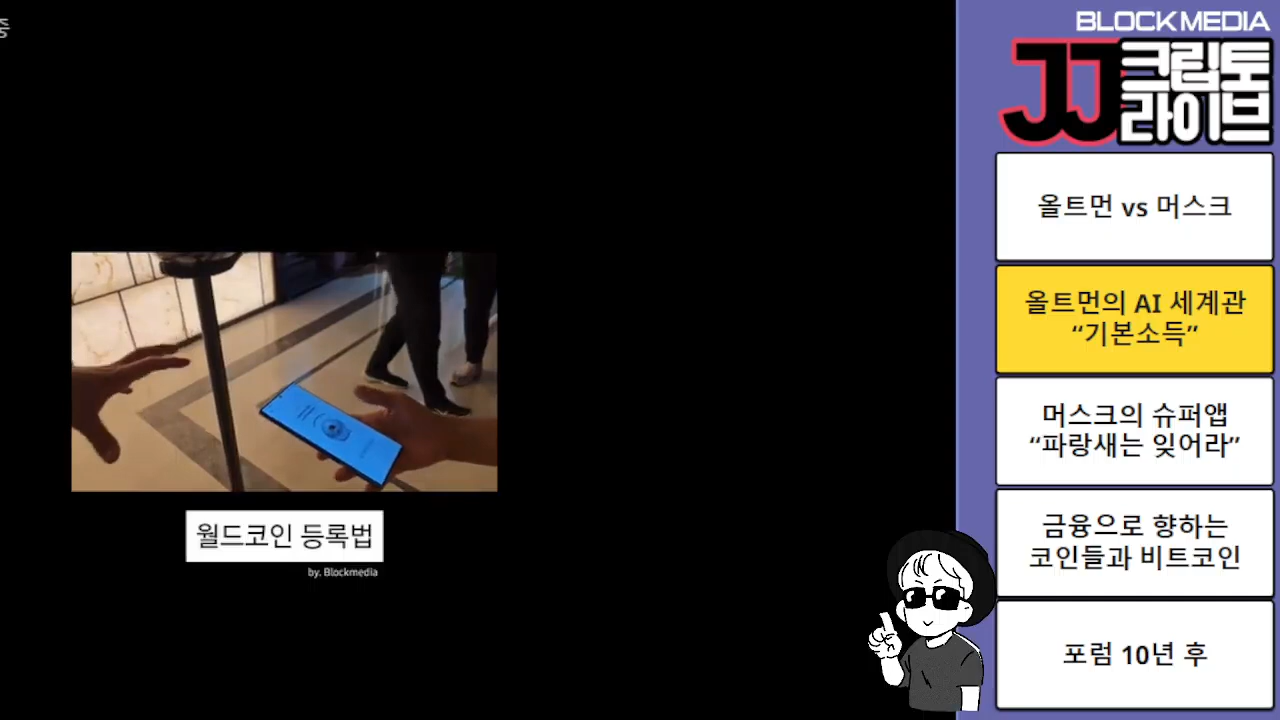 중
BLOCKMEDIA
JJ크립토
라이브
올트먼 vs 머스크
올트먼의 AI 세계관
“기본소득”
머스크의 슈퍼앱
“파랑새는 잊어라”
금융으로 향하는
코인들과 비트코인
포럼 10년 후
월드코인 등록법
by. Blockmedia